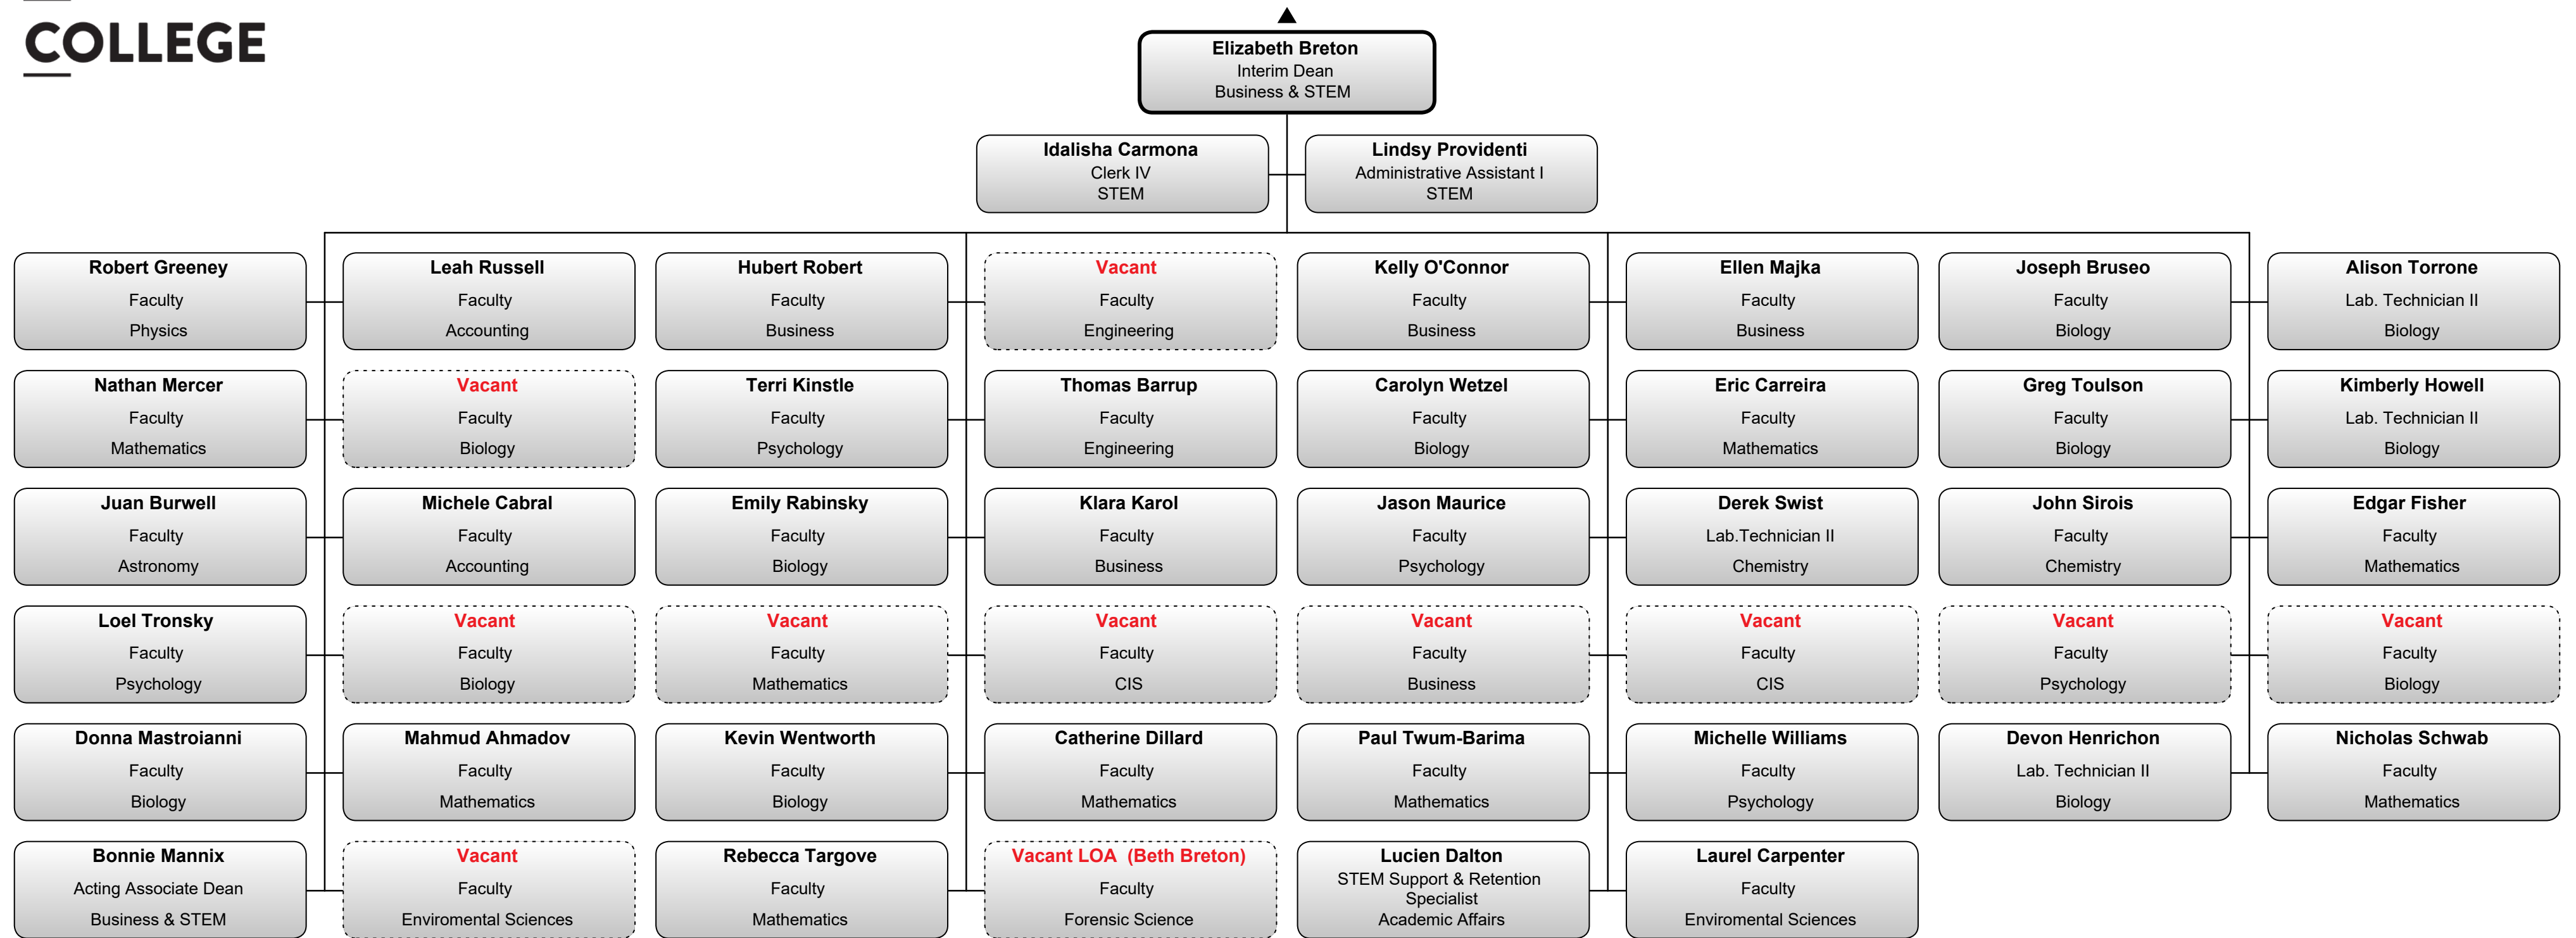 COLLEGE
Elizabeth Breton
Interim Dean
Business & STEM
Idalisha Carmona
Clerk IV
STEM
Lindsy Providenti
Administrative Assistant I
STEM
Robert Greeney
Faculty
Physics
Leah Russell
Faculty
Accounting
Hubert Robert
Faculty
Business
Vacant
Faculty
Engineering
Kelly O'Connor
Faculty
Business
Ellen Majka
Faculty
Business
Joseph Bruseo
Faculty
Biology
Alison Torrone
Lab. Technician II
Biology
Nathan Mercer
Faculty
Mathematics
Vacant
Faculty
Biology
Terri Kinstle
Faculty
Psychology
Thomas Barrup
Faculty
Engineering
Carolyn Wetzel
Faculty
Biology
Eric Carreira
Faculty
Mathematics
Greg Toulson
Faculty
Biology
Kimberly Howell
Lab. Technician II
Biology
Juan Burwell
Faculty
Astronomy
Michele Cabral
Faculty
Accounting
Emily Rabinsky
Faculty
Biology
Klara Karol
Faculty
Business
Jason Maurice
Faculty
Psychology
Derek Swist
Lab.Technician II
Chemistry
John Sirois
Faculty
Chemistry
Edgar Fisher
Faculty
Mathematics
Loel Tronsky
Faculty
Psychology
Vacant
Faculty
Biology
Vacant
Faculty
Mathematics
Vacant
Faculty
CIS
Vacant
Faculty
Business
Vacant
Faculty
CIS
Vacant
Faculty
Psychology
Vacant
Faculty
Biology
Donna Mastroianni
Faculty
Biology
Mahmud Ahmadov
Faculty
Mathematics
Kevin Wentworth
Faculty
Biology
Catherine Dillard
Faculty
Mathematics
Paul Twum-Barima
Faculty
Mathematics
Michelle Williams
Faculty
Psychology
Devon Henrichon
Lab. Technician II
Biology
Nicholas Schwab
Faculty
Mathematics
Bonnie Mannix
Acting Associate Dean
Business & STEM
Vacant
Faculty
Enviromental Sciences
Rebecca Targove
Faculty
Mathematics
Vacant LOA  (Beth Breton)
Faculty
Forensic Science
Lucien Dalton
STEM Support & Retention
Specialist
Academic Affairs
Laurel Carpenter
Faculty
Enviromental Sciences